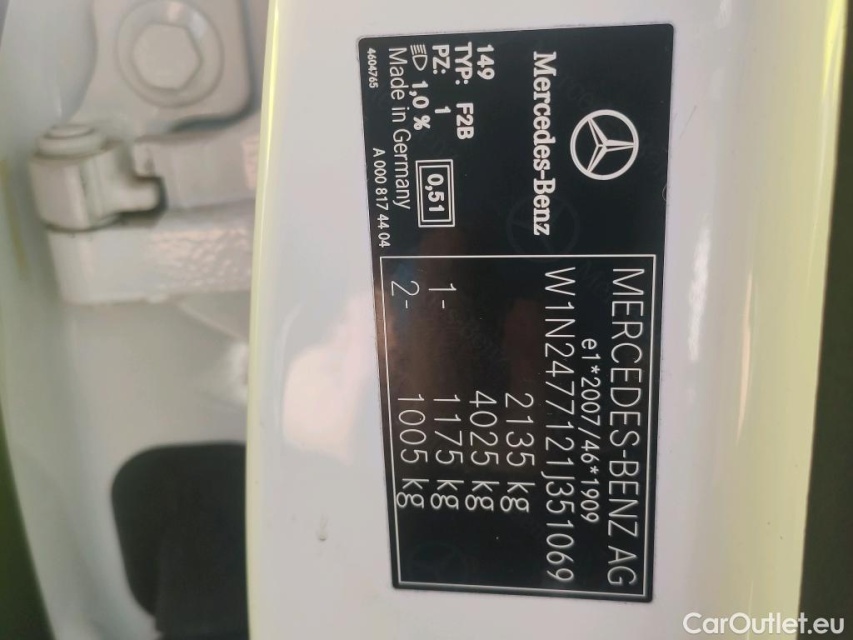 Mercedes-Benz
149
TYP: F2B
PZ: 1
1,0 %
0,51
Made in Germany
4604765
A 000 817 44 04
MERCEDES-BENZ AG
e1*2007/46*1909
W1N2477121J351069
2135 kg
4025 kg
1- 1175 kg
2- 1005 kg
CarOutlet.eu